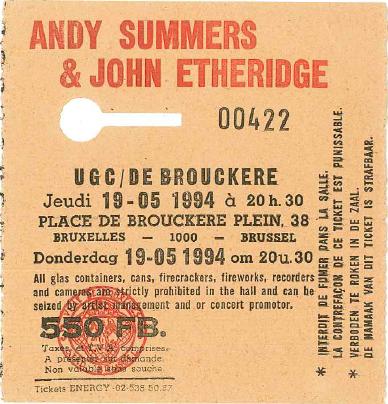 ANDY SUMMERS
& JOHN ETHERIDGE
00422
UGC/DE BROUCKERE
Jeudi 19-05 1994 à 20 h. 30
PLACE DE BROUCKERE PLEIN, 38
BRUXELLES — 1000 — BRUSSEL
Donderdag 19-05 1994 om 20 u. 30
All glas containers, cans, firecrackers, fireworks, recorders
and cameras are strictly prohibited in the hall and can be
seized by artist management and or concert promotor.
550 FB.
Taxes et T.V.A. comprises.
A présenter sur demande.
Non valable sans souche.
Tickets ENERGY - 02-538 50.57
* INTERDIT DE FUMER DANS LA SALLE.
LA CONTREFAÇON DE CE TICKET EST PUNISSABLE.
* VERBODEN TE ROKEN IN DE ZAAL.
DE NAMAAK VAN DIT TICKET IS STRAFBAAR.